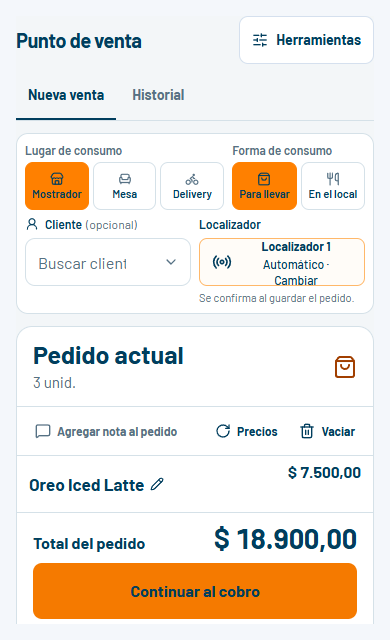 Punto de venta
Herramientas
Nueva venta
Historial
Lugar de consumo
Forma de consumo
Mostrador
Mesa
Delivery
Para llevar
En el local
Cliente (opcional)
Localizador
Buscar client
Localizador 1
Automático ·
Cambiar
Se confirma al guardar el pedido.
Pedido actual
3 unid.
Agregar nota al pedido
Precios
Vaciar
Oreo Iced Latte
$ 7.500,00
Total del pedido
$ 18.900,00
Continuar al cobro